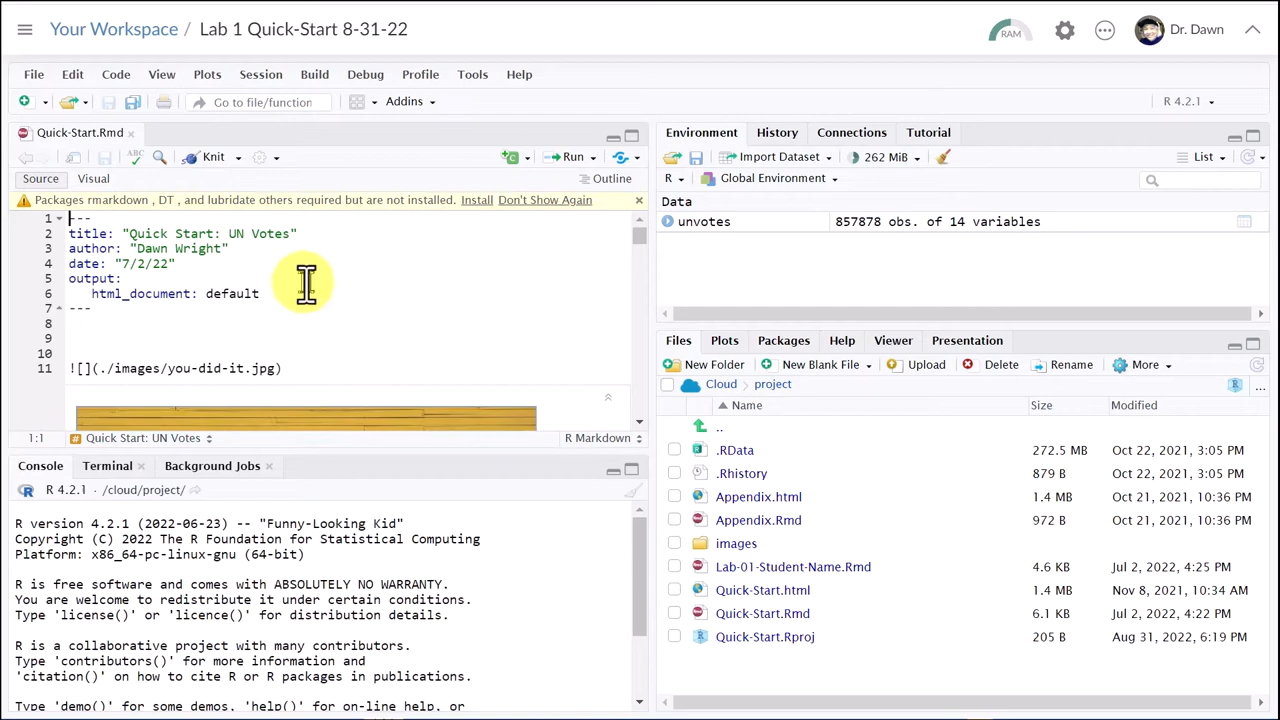 Your Workspace / Lab 1 Quick-Start 8-31-22
RAM
Dr. Dawn
File Edit Code View Plots Session Build Debug Profile Tools Help
Go to file/function
Addins
R 4.2.1
Quick-Start.Rmd
ABC
Knit
Run
Source Visual
Outline
Packages rmarkdown , DT , and lubridate others required but are not installed. Install Don't Show Again
1 ---
2 title: "Quick Start: UN Votes"
3 author: "Dawn Wright"
4 date: "7/2/22"
5 output:
6 html_document: default
7 ---
8
9
10
11 ![](./images/you-did-it.jpg)
1:1 Quick Start: UN Votes R Markdown
Console Terminal Background Jobs
R 4.2.1 · /cloud/project/
R version 4.2.1 (2022-06-23) -- "Funny-Looking Kid"
Copyright (C) 2022 The R Foundation for Statistical Computing
Platform: x86_64-pc-linux-gnu (64-bit)
R is free software and comes with ABSOLUTELY NO WARRANTY.
You are welcome to redistribute it under certain conditions.
Type 'license()' or 'licence()' for distribution details.
R is a collaborative project with many contributors.
Type 'contributors()' for more information and
'citation()' on how to cite R or R packages in publications.
Type 'demo()' for some demos, 'help()' for on-line help, or
Environment History Connections Tutorial
Import Dataset 262 MiB List
R Global Environment
Data
unvotes 857878 obs. of 14 variables
Files Plots Packages Help Viewer Presentation
New Folder New Blank File Upload Delete Rename More
Cloud project ...
Name Size Modified
..
.RData 272.5 MB Oct 22, 2021, 3:05 PM
.Rhistory 879 B Oct 22, 2021, 3:05 PM
Appendix.html 1.4 MB Oct 21, 2021, 10:36 PM
Appendix.Rmd 972 B Oct 21, 2021, 10:36 PM
images
Lab-01-Student-Name.Rmd 4.6 KB Jul 2, 2022, 4:25 PM
Quick-Start.html 1.4 MB Nov 8, 2021, 10:34 AM
Quick-Start.Rmd 6.1 KB Jul 2, 2022, 4:22 PM
Quick-Start.Rproj 205 B Aug 31, 2022, 6:19 PM